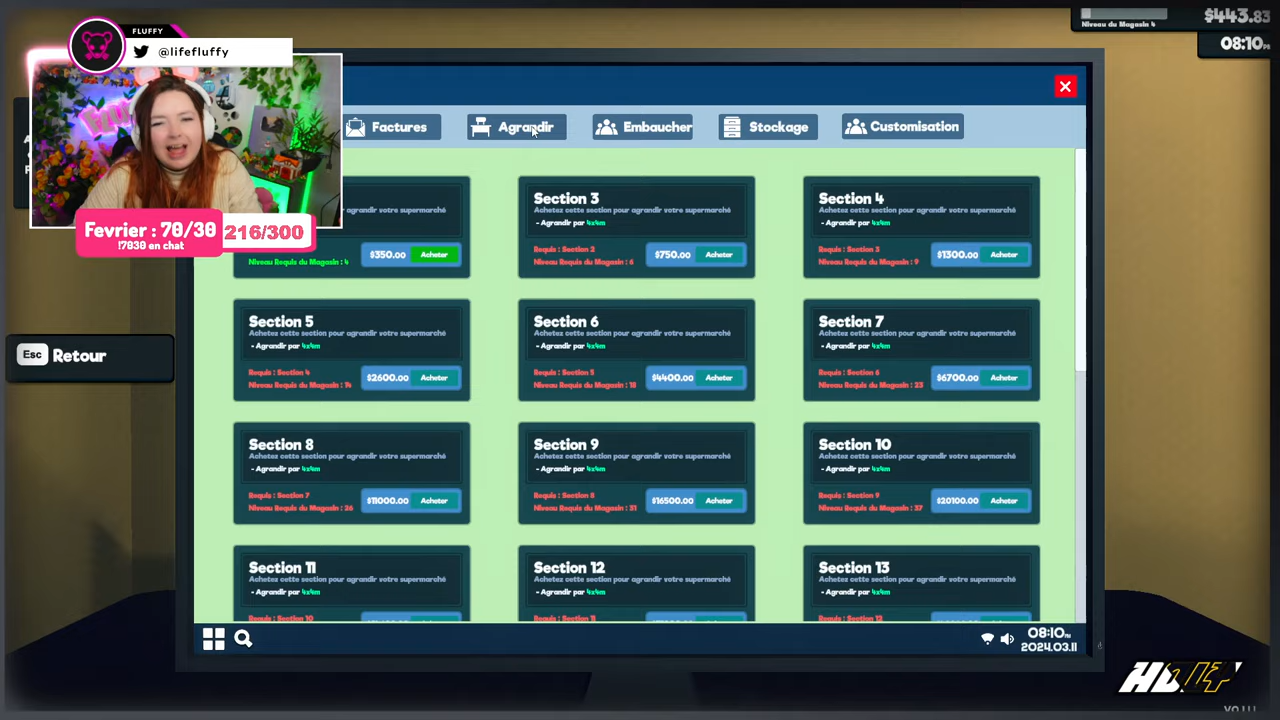 FLUFFY
@lifefluffy
Fevrier : 70/30
216/300
!7030 en chat
$443.83
Niveau du Magasin 4
08:10
Factures
Agrandir
Embaucher
Stockage
Customisation
Niveau Requis du Magasin : 4
$350.00
Acheter
Section 3
Achetez cette section pour agrandir votre supermarché
- Agrandir par 4x4m
Requis : Section 2
Niveau Requis du Magasin : 6
$750.00
Acheter
Section 4
Achetez cette section pour agrandir votre supermarché
- Agrandir par 4x4m
Requis : Section 3
Niveau Requis du Magasin : 9
$1300.00
Acheter
Section 5
Achetez cette section pour agrandir votre supermarché
- Agrandir par 4x4m
Requis : Section 4
Niveau Requis du Magasin : 14
$2600.00
Acheter
Section 6
Achetez cette section pour agrandir votre supermarché
- Agrandir par 4x4m
Requis : Section 5
Niveau Requis du Magasin : 18
$4400.00
Acheter
Section 7
Achetez cette section pour agrandir votre supermarché
- Agrandir par 4x4m
Requis : Section 6
Niveau Requis du Magasin : 23
$6700.00
Acheter
Section 8
Achetez cette section pour agrandir votre supermarché
- Agrandir par 4x4m
Requis : Section 7
Niveau Requis du Magasin : 26
$11000.00
Acheter
Section 9
Achetez cette section pour agrandir votre supermarché
- Agrandir par 4x4m
Requis : Section 8
Niveau Requis du Magasin : 31
$16500.00
Acheter
Section 10
Achetez cette section pour agrandir votre supermarché
- Agrandir par 4x4m
Requis : Section 9
Niveau Requis du Magasin : 37
$20100.00
Acheter
Section 11
Achetez cette section pour agrandir votre supermarché
- Agrandir par 4x4m
Requis : Section 10
Section 12
Achetez cette section pour agrandir votre supermarché
- Agrandir par 4x4m
Requis : Section 11
Section 13
Achetez cette section pour agrandir votre supermarché
- Agrandir par 4x4m
Requis : Section 12
Esc Retour
08:10
2024.03.11